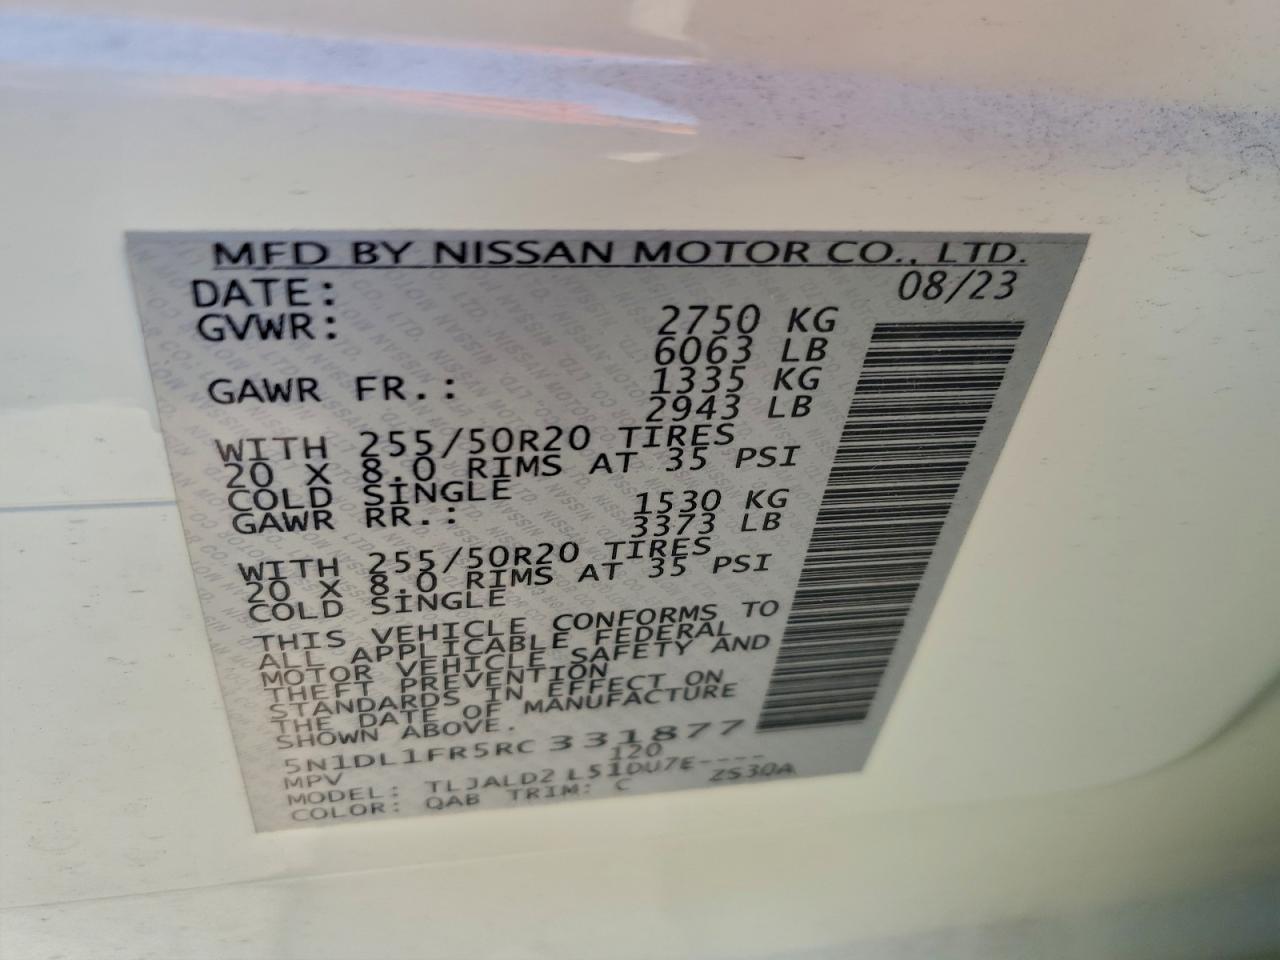 MFD BY NISSAN MOTOR CO., LTD.
DATE: 08/23
GVWR: 2750 KG
6063 LB
GAWR FR.: 1335 KG
2943 LB
WITH 255/50R20 TIRES
20 X 8.0 RIMS AT 35 PSI
COLD SINGLE
GAWR RR.: 1530 KG
3373 LB
WITH 255/50R20 TIRES
20 X 8.0 RIMS AT 35 PSI
COLD SINGLE
THIS VEHICLE CONFORMS TO
ALL APPLICABLE FEDERAL
MOTOR VEHICLE SAFETY AND
THEFT PREVENTION
STANDARDS IN EFFECT ON
THE DATE OF MANUFACTURE
SHOWN ABOVE.
5N1DL1FR5RC 331877
MPV 120
MODEL: TLJALD2 L51DU7E----
COLOR: QAB TRIM: C ZS30A